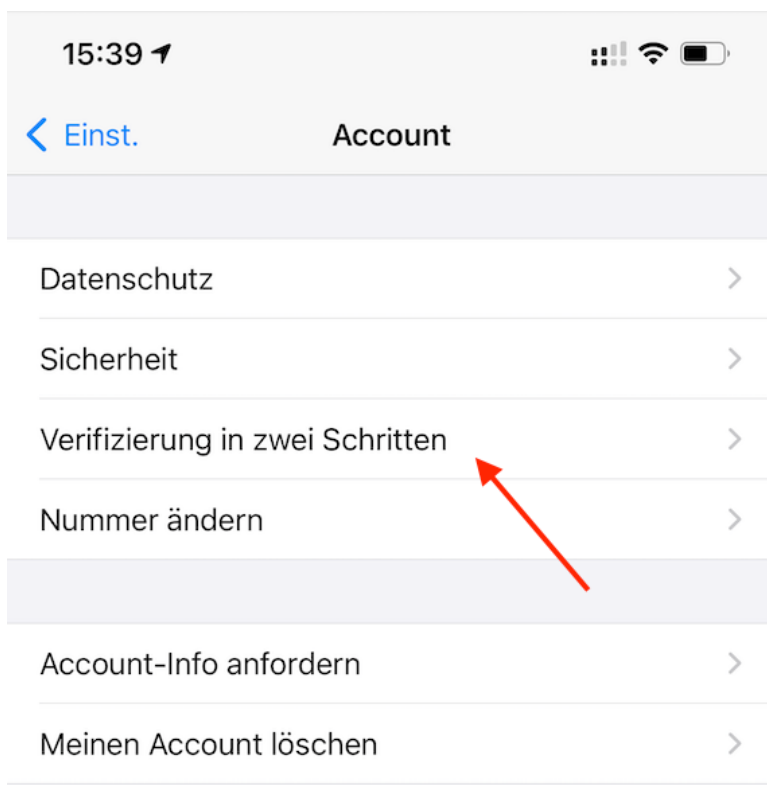 15:39
Einst. Account
Datenschutz
Sicherheit
Verifizierung in zwei Schritten
Nummer ändern
Account-Info anfordern
Meinen Account löschen